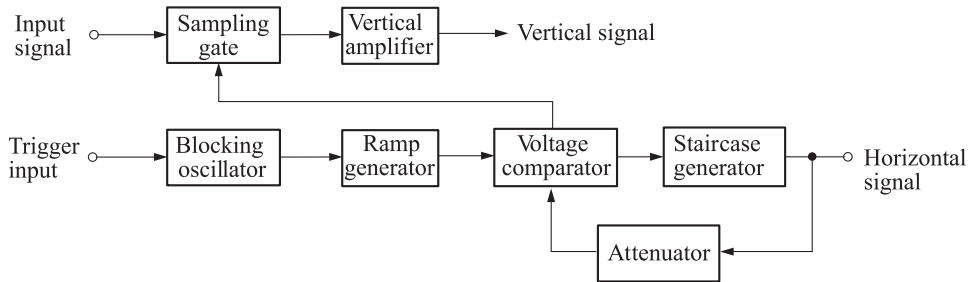 Input
signal
Sampling
gate
Vertical
amplifier
Vertical signal
Trigger
input
Blocking
oscillator
Ramp
generator
Voltage
comparator
Staircase
generator
Horizontal
signal
Attenuator